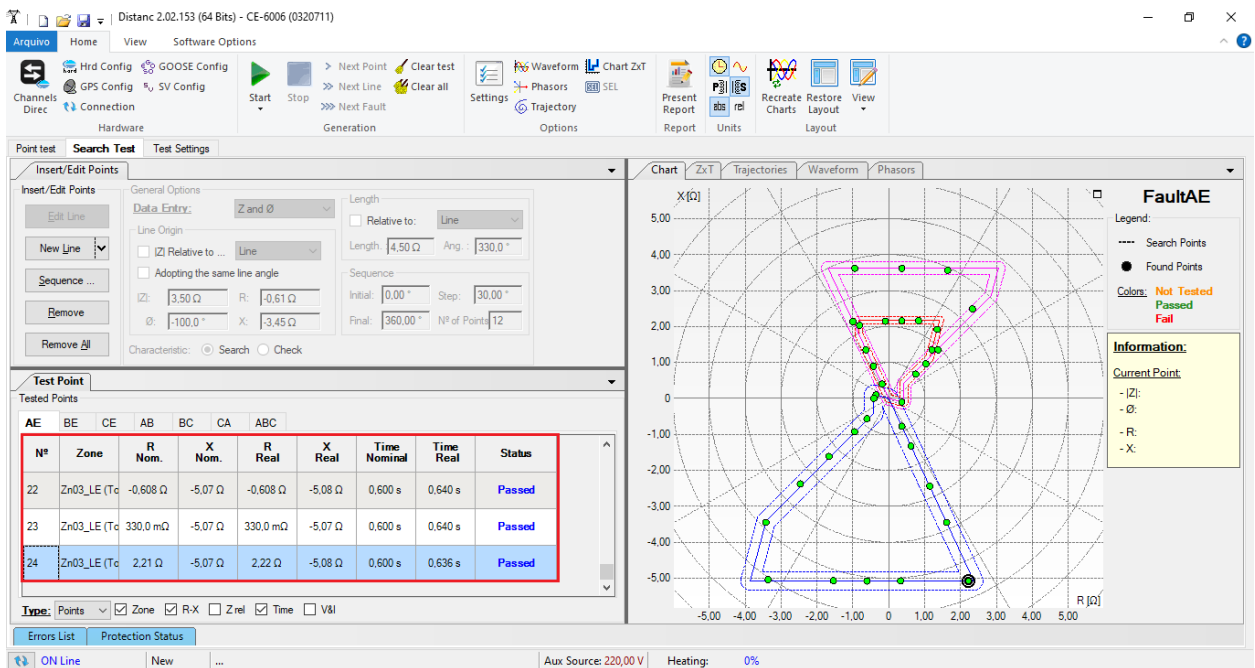 Distanc 2.02.153 (64 Bits) - CE-6006 (0320711)
Arquivo Home View Software Options
Channels Direc
Hrd Config GOOSE Config
GPS Config SV Config
Connection
Hardware
Start Stop
Next Point Clear test
Next Line Clear all
Next Fault
Generation
Settings
Waveform Chart ZxT
Phasors SEL
Trajectory
Options
Present Report
Report
abs rel
Units
Recreate Charts Restore Layout View
Layout
Point test Search Test Test Settings
Insert/Edit Points
Insert/Edit Points
Edit Line
New Line
Sequence ...
Remove
Remove All
General Options
Data Entry: Z and Ø
Line Origin
|Z| Relative to ... Line
Adopting the same line angle
|Z|: 3,50 Ω R: -0,61 Ω
Ø: -100,0 ° X: -3,45 Ω
Characteristic: Search Check
Length
Relative to: Line
Length.: 4,50 Ω Ang. : 330,0 °
Sequence
Initial: 0,00 ° Step: 30,00 °
Final: 360,00 ° Nº of Points 12
Test Point
Tested Points
AE BE CE AB BC CA ABC
Nº Zone R Nom. X Nom. R Real X Real Time Nominal Time Real Status
22 Zn03_LE (Tc -0,608 Ω -5,07 Ω -0,608 Ω -5,08 Ω 0,600 s 0,640 s Passed
23 Zn03_LE (Tc 330,0 mΩ -5,07 Ω 330,0 mΩ -5,07 Ω 0,600 s 0,640 s Passed
24 Zn03_LE (Tc 2,21 Ω -5,07 Ω 2,22 Ω -5,08 Ω 0,600 s 0,636 s Passed
Type: Points Zone R-X Z rel Time V&I
Errors List Protection Status
Chart ZxT Trajectories Waveform Phasors
X [Ω]
5,00
4,00
3,00
2,00
1,00
0
-1,00
-2,00
-3,00
-4,00
-5,00
-5,00 -4,00 -3,00 -2,00 -1,00 0 1,00 2,00 3,00 4,00 5,00
R [Ω]
FaultAE
Legend:
Search Points
Found Points
Colors: Not Tested
Passed
Fail
Information:
Current Point:
- |Z|:
- Ø:
- R:
- X:
ON Line New ... Aux Source: 220,00 V Heating: 0%